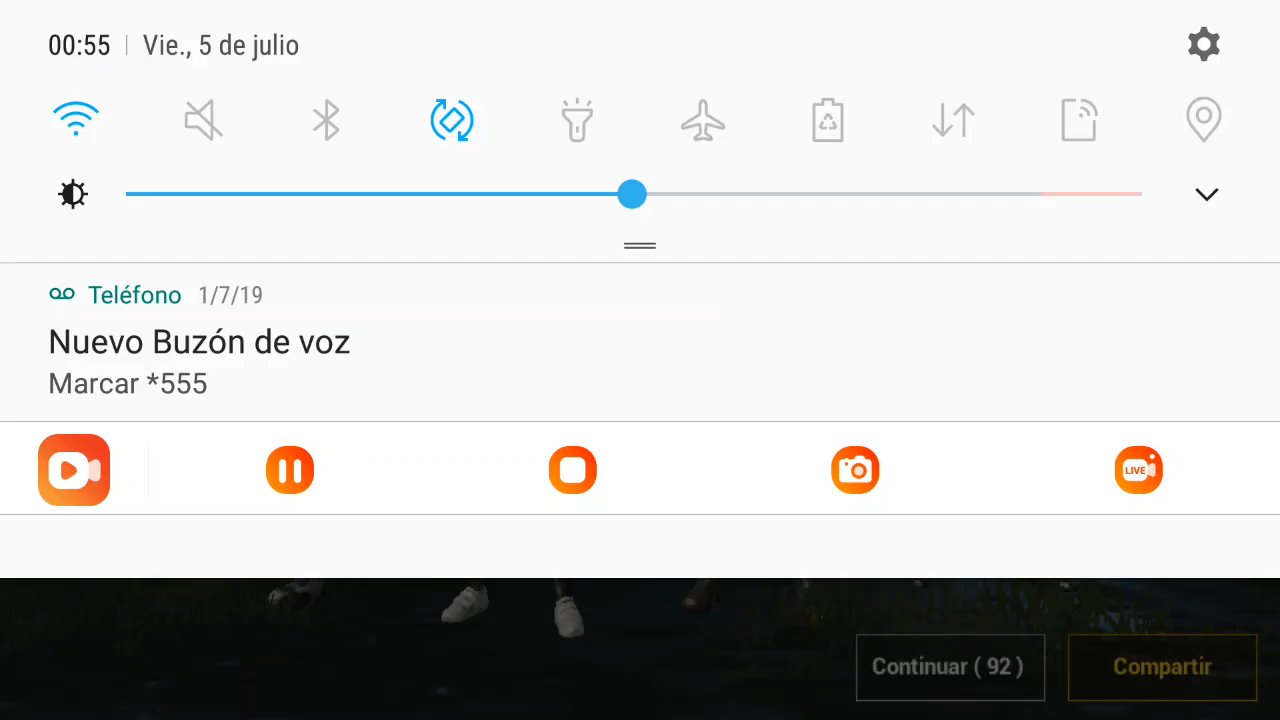 00:55 | Vie., 5 de julio
Teléfono 1/7/19
Nuevo Buzón de voz
Marcar *555
LIVE
Continuar ( 92 )
Compartir